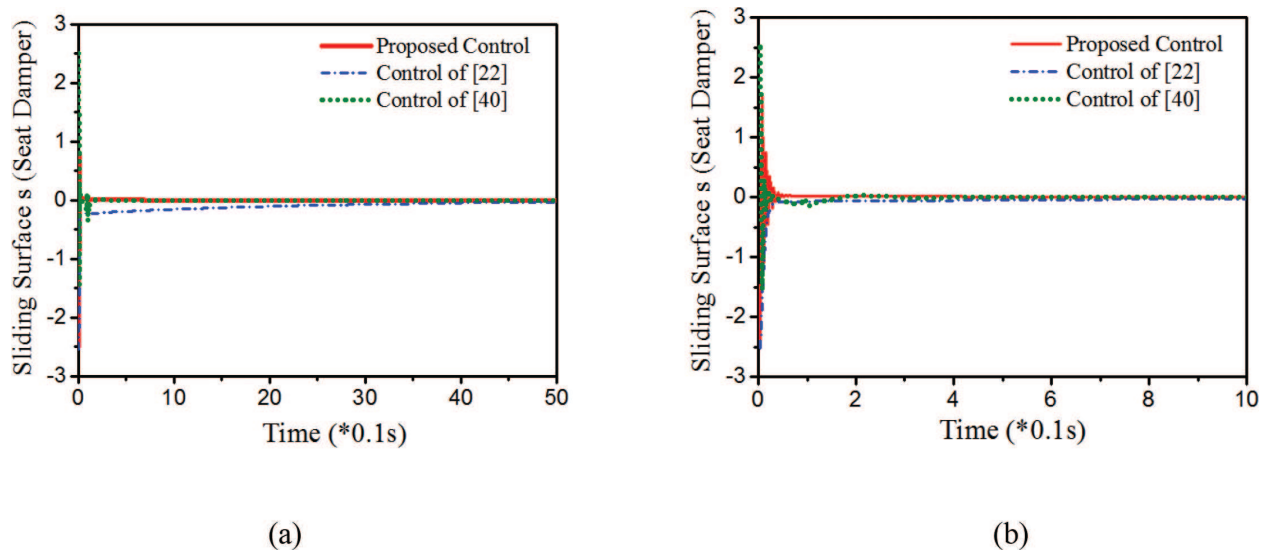 3
2
1
0
-1
-2
-3
Sliding Surface s (Seat Damper)
Proposed Control
Control of [22]
Control of [40]
0 10 20 30 40 50
Time (*0.1s)
(a)
3
2
1
0
-1
-2
-3
Sliding Surface s (Seat Damper)
Proposed Control
Control of [22]
Control of [40]
0 2 4 6 8 10
Time (*0.1s)
(b)